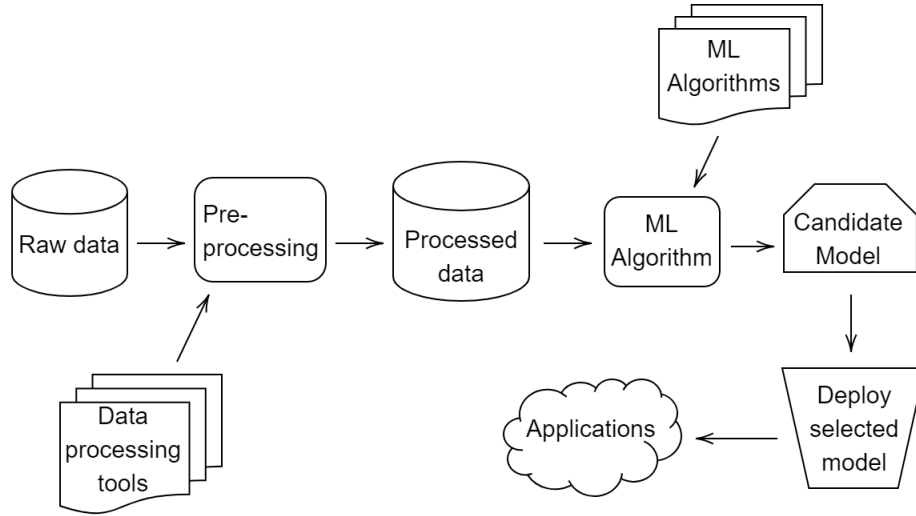 ML
Algorithms
Raw data
Pre-
processing
Processed
data
ML
Algorithm
Candidate
Model
Data
processing
tools
Applications
Deploy
selected
model